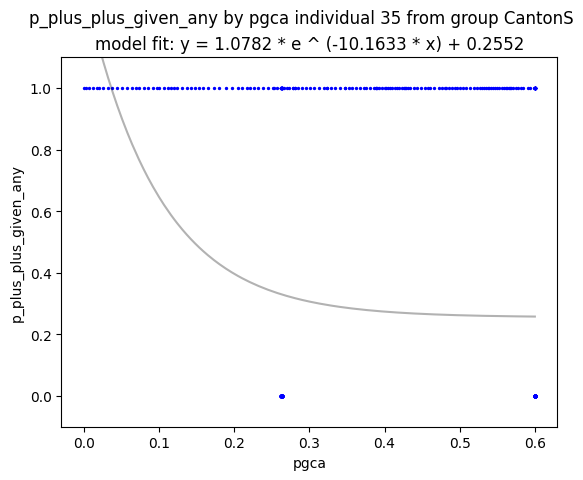 p_plus_plus_given_any by pgca individual 35 from group CantonS
model fit: y = 1.0782 * e ^ (-10.1633 * x) + 0.2552
1.0
0.8
0.6
0.4
0.2
0.0
p_plus_plus_given_any
0.0 0.1 0.2 0.3 0.4 0.5 0.6
pgca